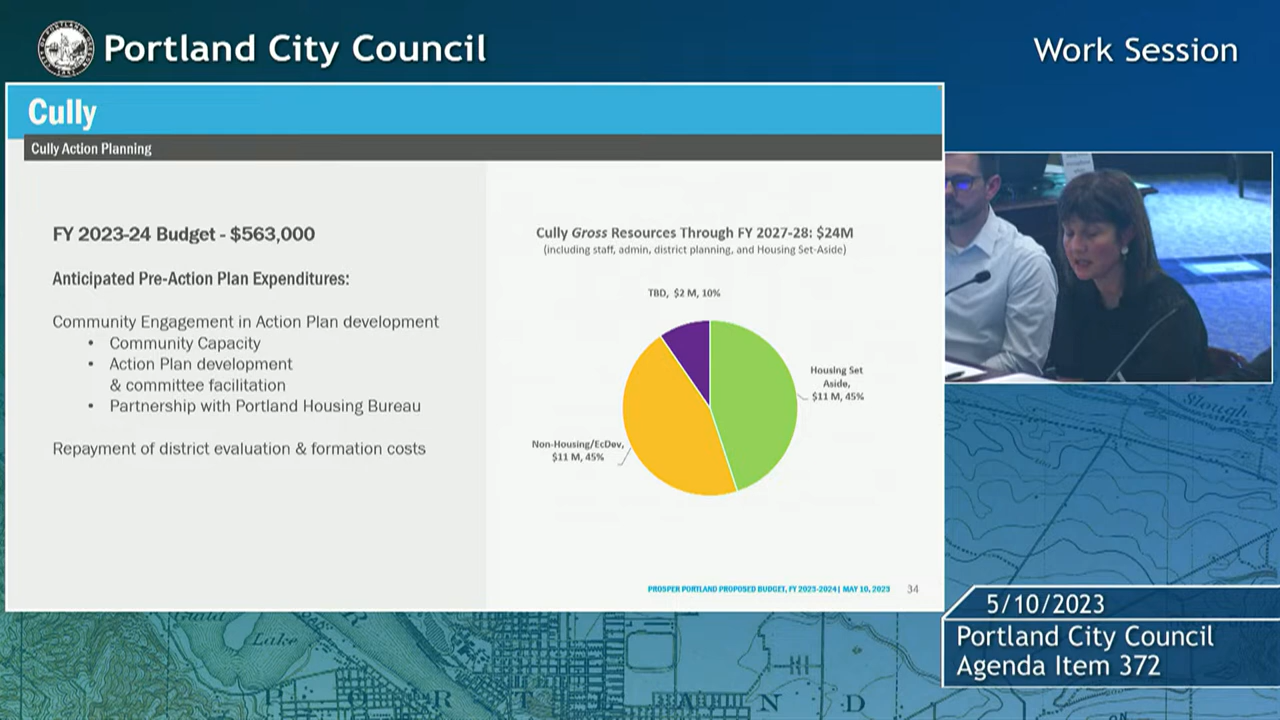 Portland City Council
Work Session
Cully
Cully Action Planning
FY 2023-24 Budget - $563,000
Anticipated Pre-Action Plan Expenditures:
Community Engagement in Action Plan development
• Community Capacity
• Action Plan development
& committee facilitation
• Partnership with Portland Housing Bureau
Repayment of district evaluation & formation costs
Cully Gross Resources Through FY 2027-28: $24M
(including staff, admin, district planning, and Housing Set-Aside)
TBD, $2 M, 10%
Housing Set
Aside,
$11 M, 45%
Non-Housing/EcDev,
$11 M, 45%
PROSPER PORTLAND PROPOSED BUDGET, FY 2023-2024 | MAY 10, 2023
34
Slough
5/10/2023
Portland City Council
Agenda Item 372
Guild
Lake
R T L A N D
ON